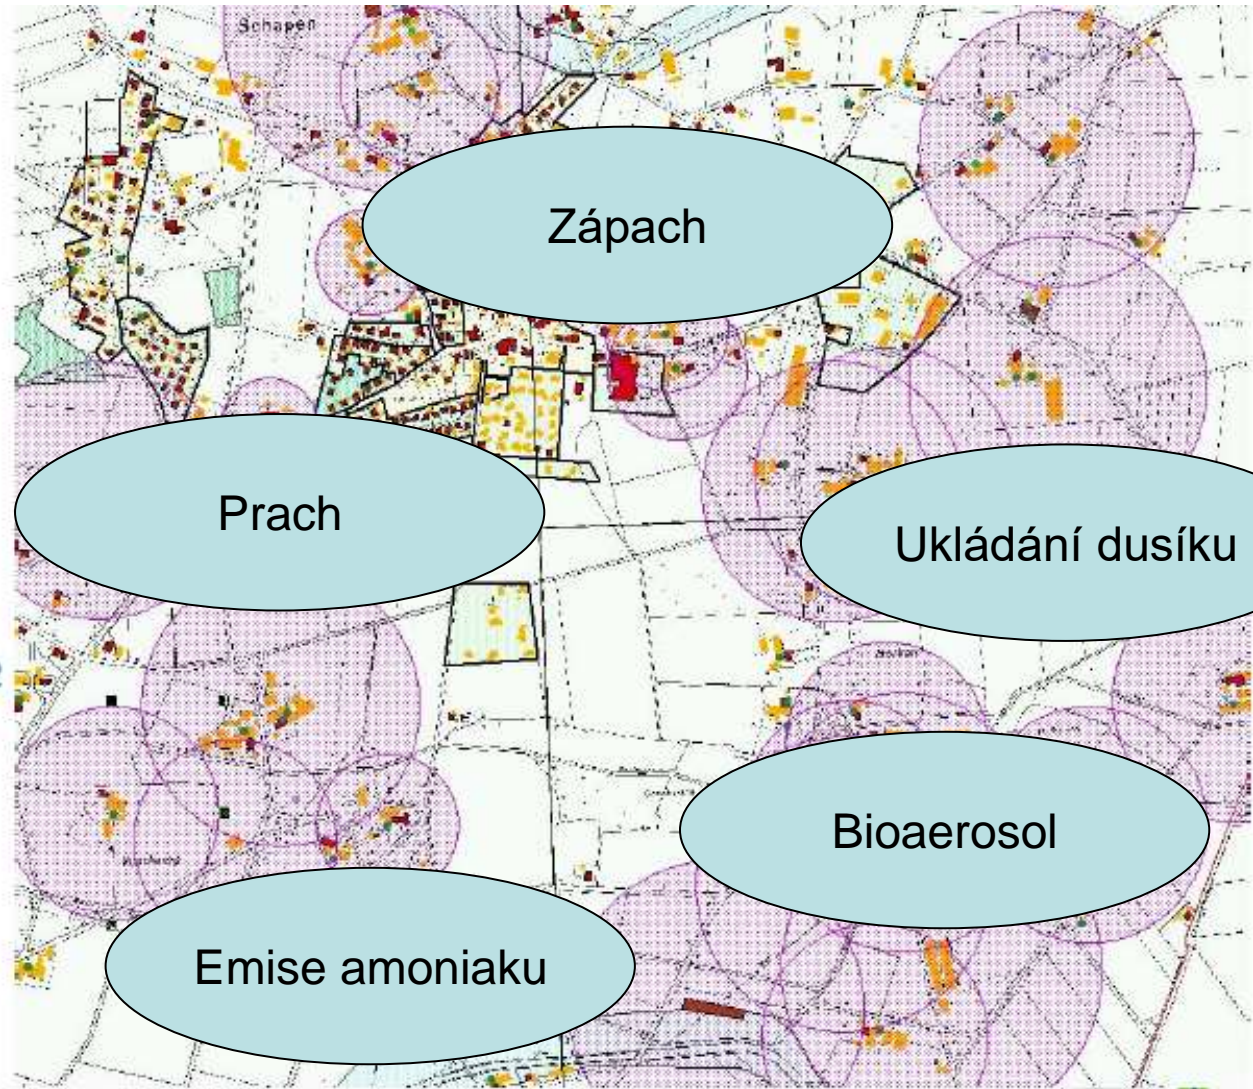 Schapen
Zápach
Prach
Ukládání dusíku
Bioaerosol
Emise amoniaku